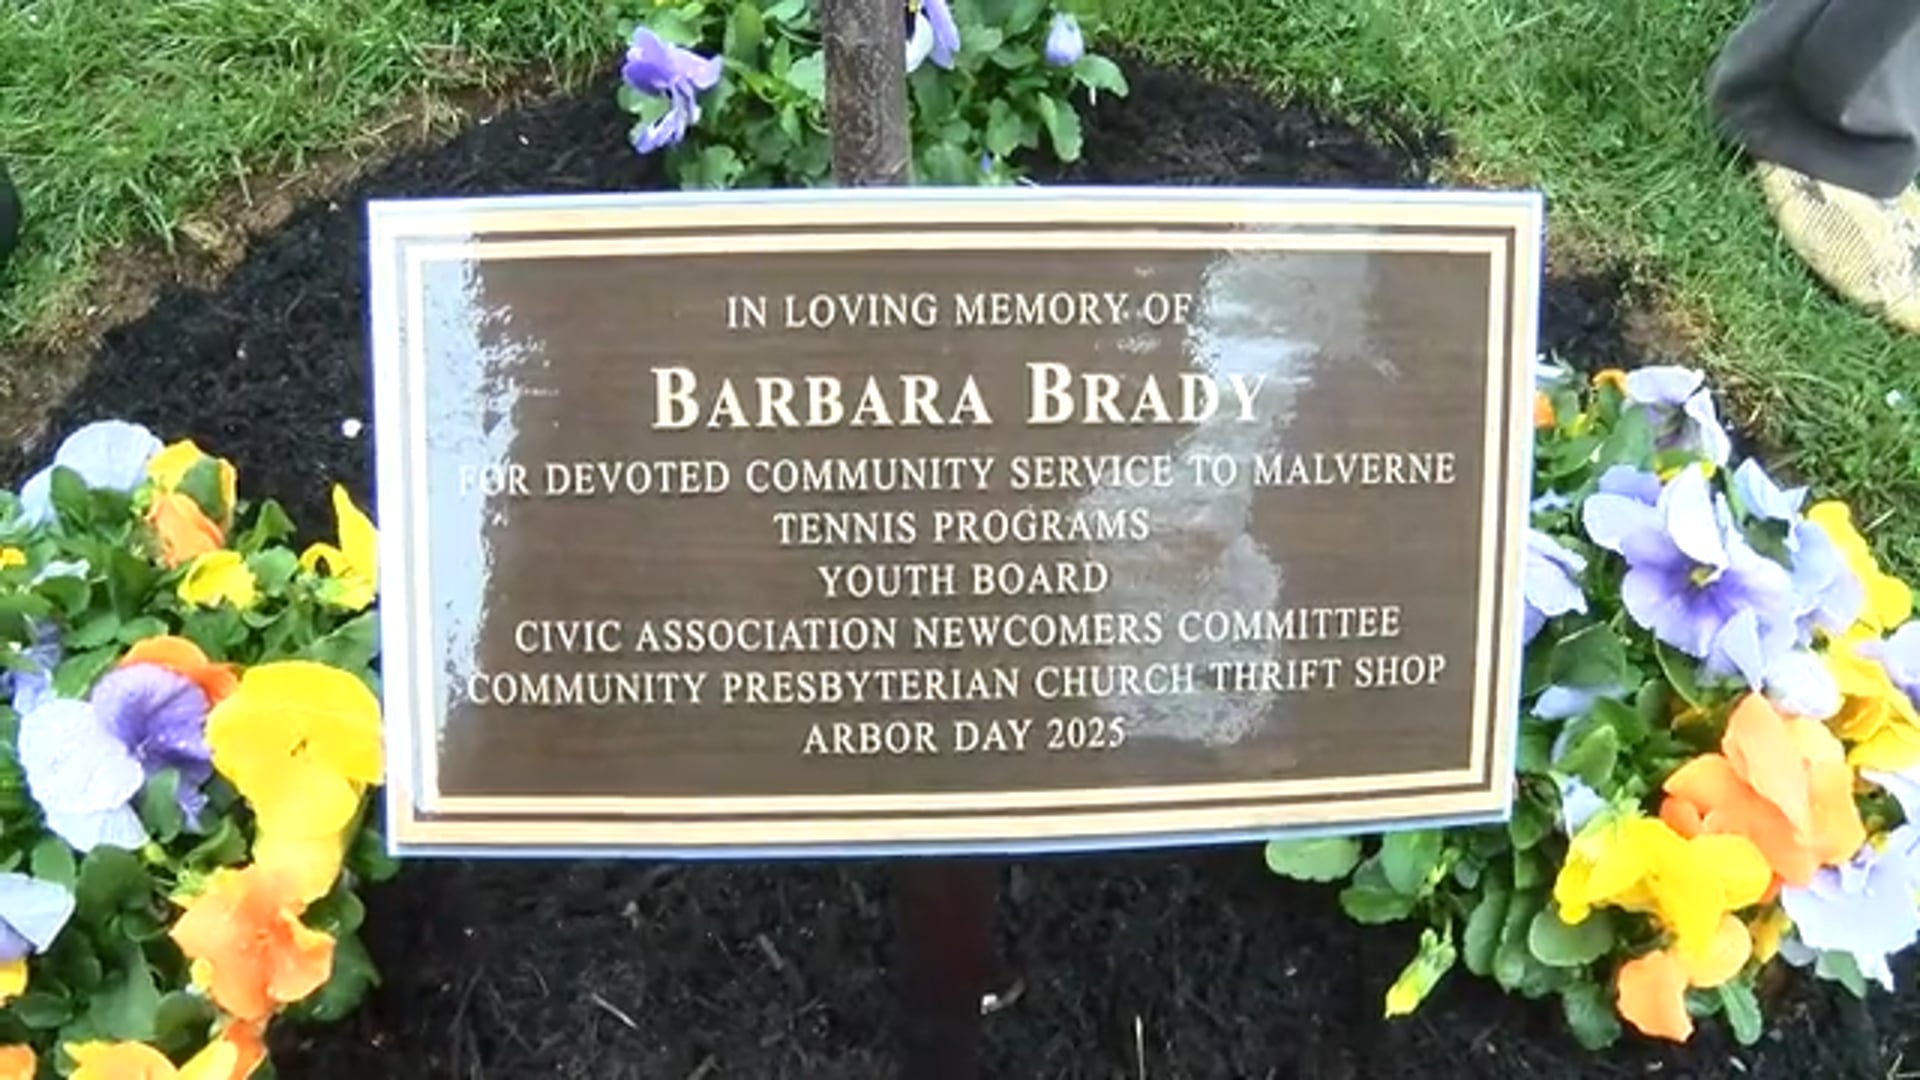 IN LOVING MEMORY OF
BARBARA BRADY
FOR DEVOTED COMMUNITY SERVICE TO MALVERNE
TENNIS PROGRAMS
YOUTH BOARD
CIVIC ASSOCIATION NEWCOMERS COMMITTEE
COMMUNITY PRESBYTERIAN CHURCH THRIFT SHOP
ARBOR DAY 2025